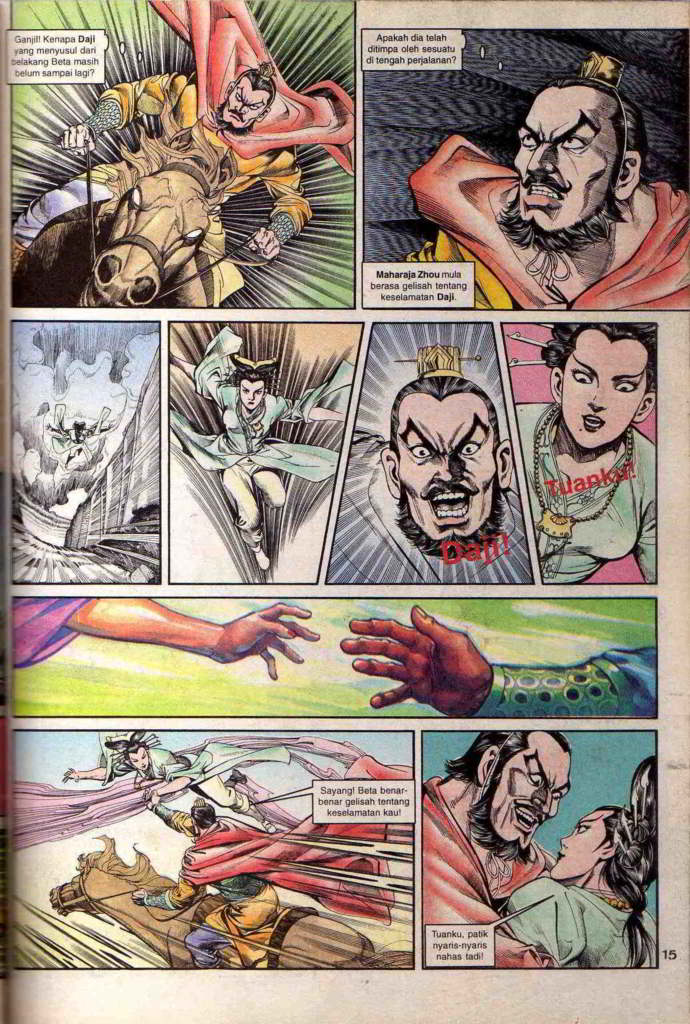 Ganjil! Kenapa Daji
yang menyusul dari
belakang Beta masih
belum sampai lagi?
Apakah dia telah
ditimpa oleh sesuatu
di tengah perjalanan?
Maharaja Zhou mula
berasa gelisah tentang
keselamatan Daji.
Daji!
Tuanku!
Sayang! Beta benar-
benar gelisah tentang
keselamatan kau!
Tuanku, patik
nyaris-nyaris
nahas tadi!
15